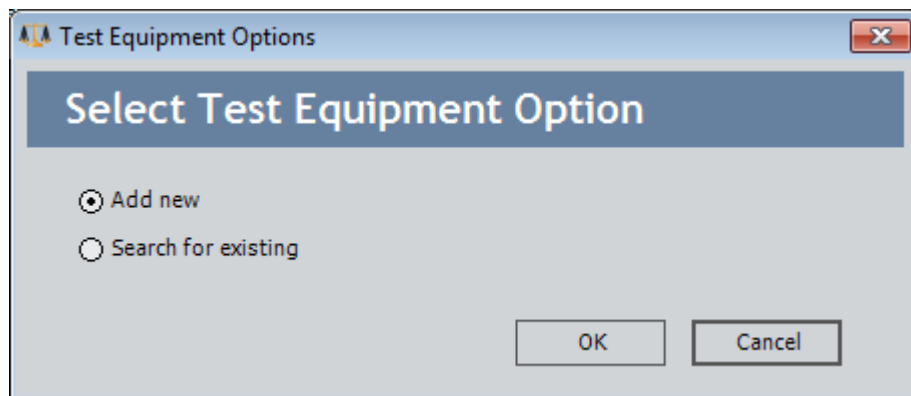 Test Equipment Options
Select Test Equipment Option
Add new
Search for existing
OK Cancel